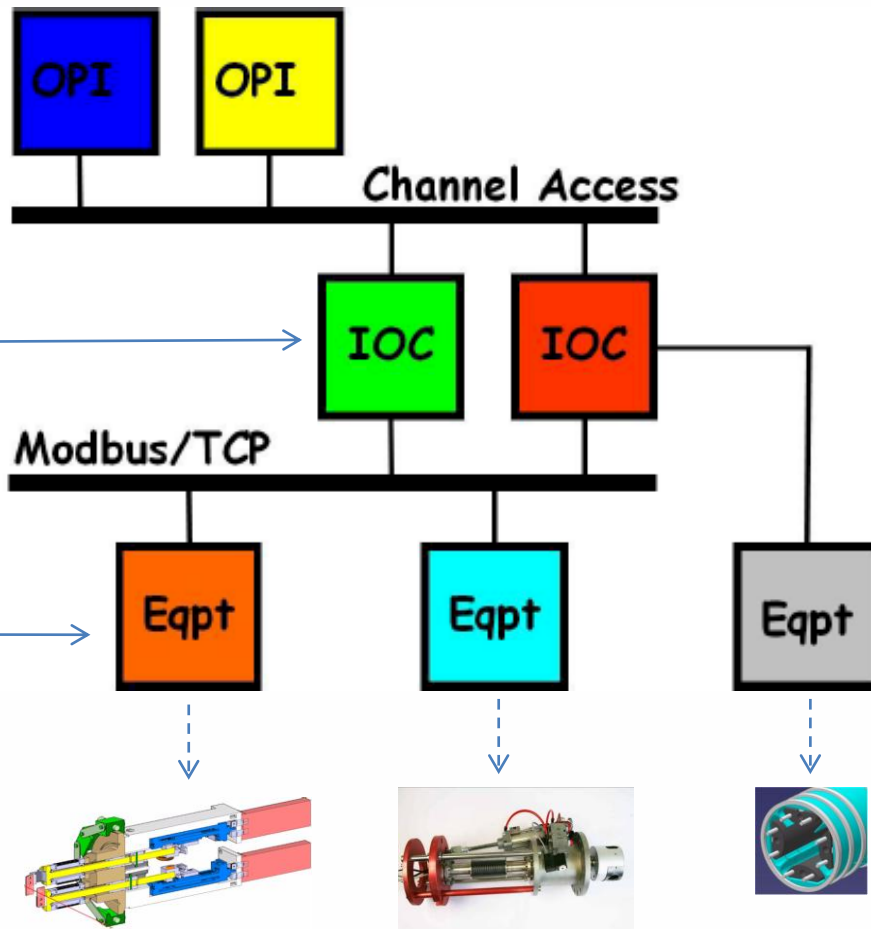 OPI
OPI
Channel Access
IOC
IOC
Modbus/TCP
Eqpt
Eqpt
Eqpt